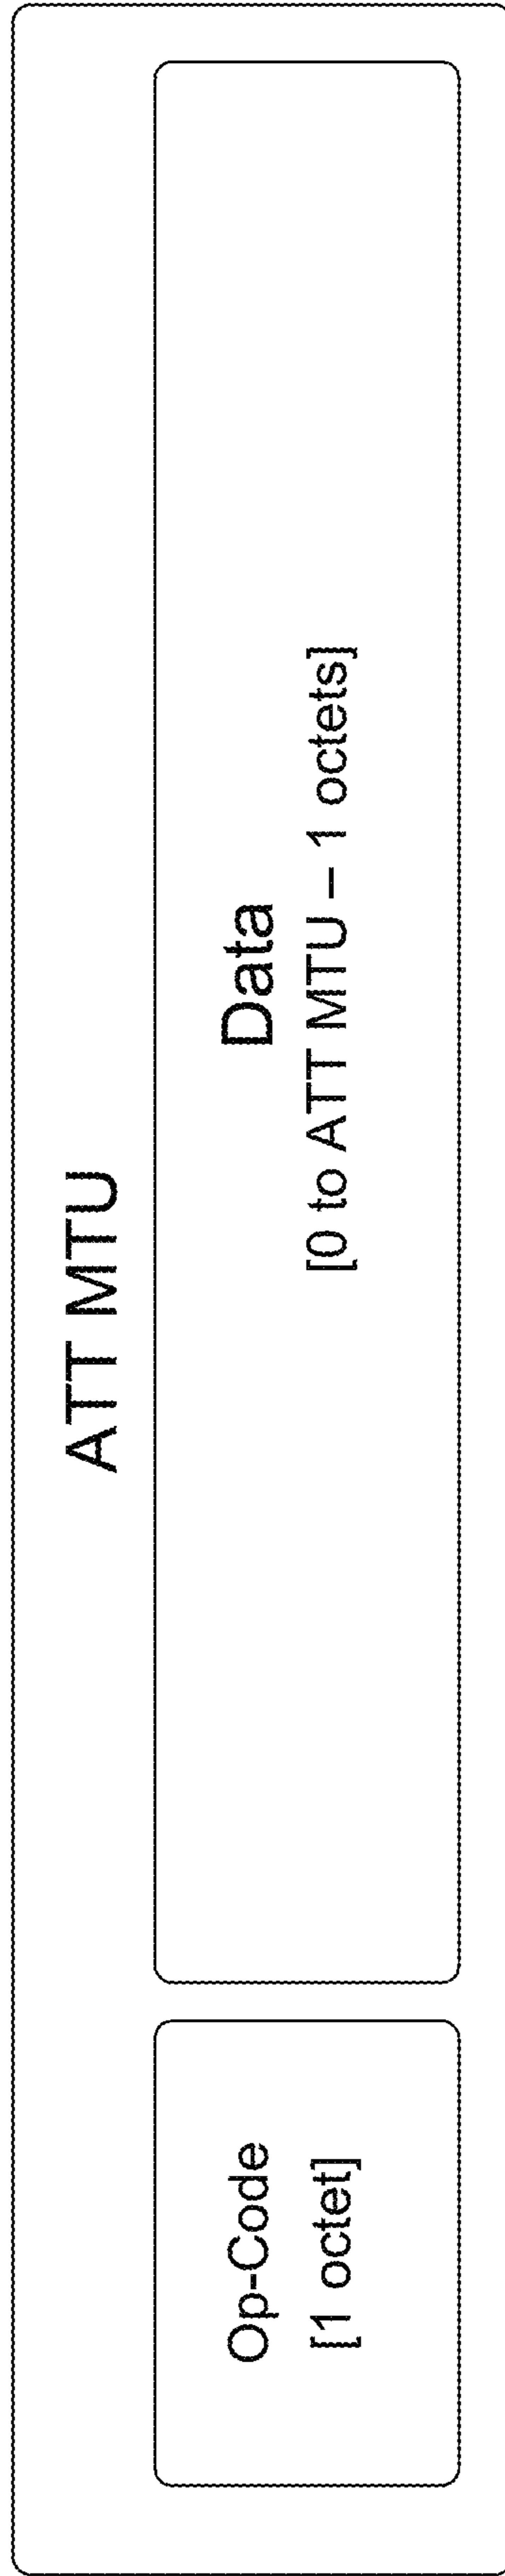 ATT MTU
Op-Code
[1 octet]
Data
[0 to ATT MTU – 1 octets]